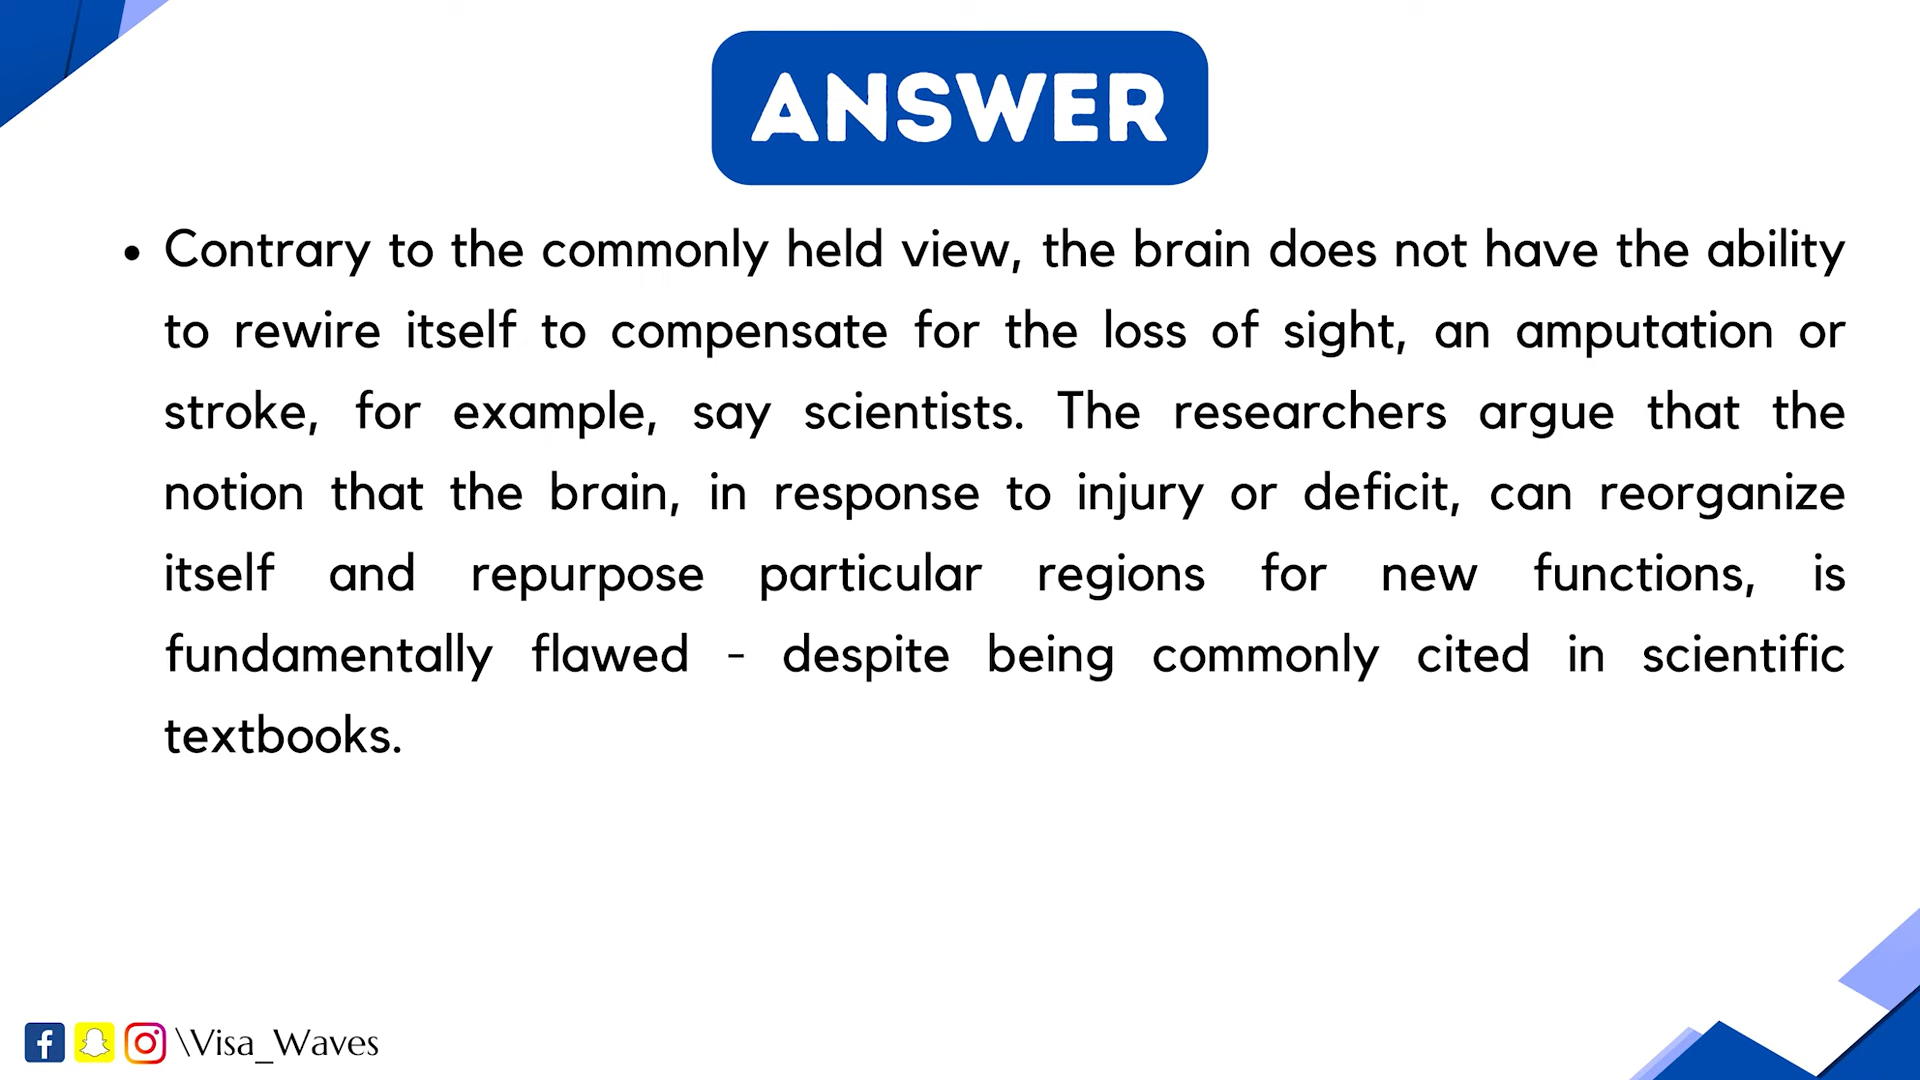 ANSWER
• Contrary to the commonly held view, the brain does not have the ability
to rewire itself to compensate for the loss of sight, an amputation or
stroke, for example, say scientists. The researchers argue that the
notion that the brain, in response to injury or deficit, can reorganize
itself and repurpose particular regions for new functions, is
fundamentally flawed - despite being commonly cited in scientific
textbooks.
\Visa_Waves